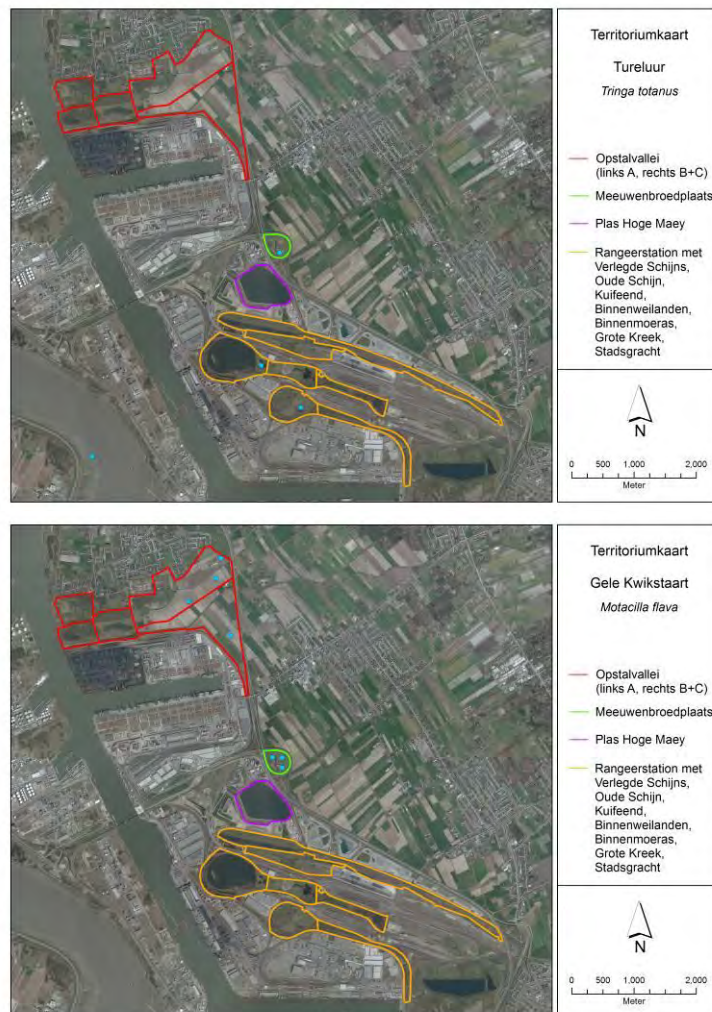 Territoriumkaart
Tureluur
Tringa totanus
Opstalvallei
(links A, rechts B+C)
Meeuwenbroedplaats
Plas Hoge Maey
Rangeerstation met
Verlegde Schijns,
Oude Schijn,
Kuifeend,
Binnenweilanden,
Binnenmoeras,
Grote Kreek,
Stadsgracht
N
0 500 1,000 2,000
Meter
Territoriumkaart
Gele Kwikstaart
Motacilla flava
Opstalvallei
(links A, rechts B+C)
Meeuwenbroedplaats
Plas Hoge Maey
Rangeerstation met
Verlegde Schijns,
Oude Schijn,
Kuifeend,
Binnenweilanden,
Binnenmoeras,
Grote Kreek,
Stadsgracht
N
0 500 1,000 2,000
Meter